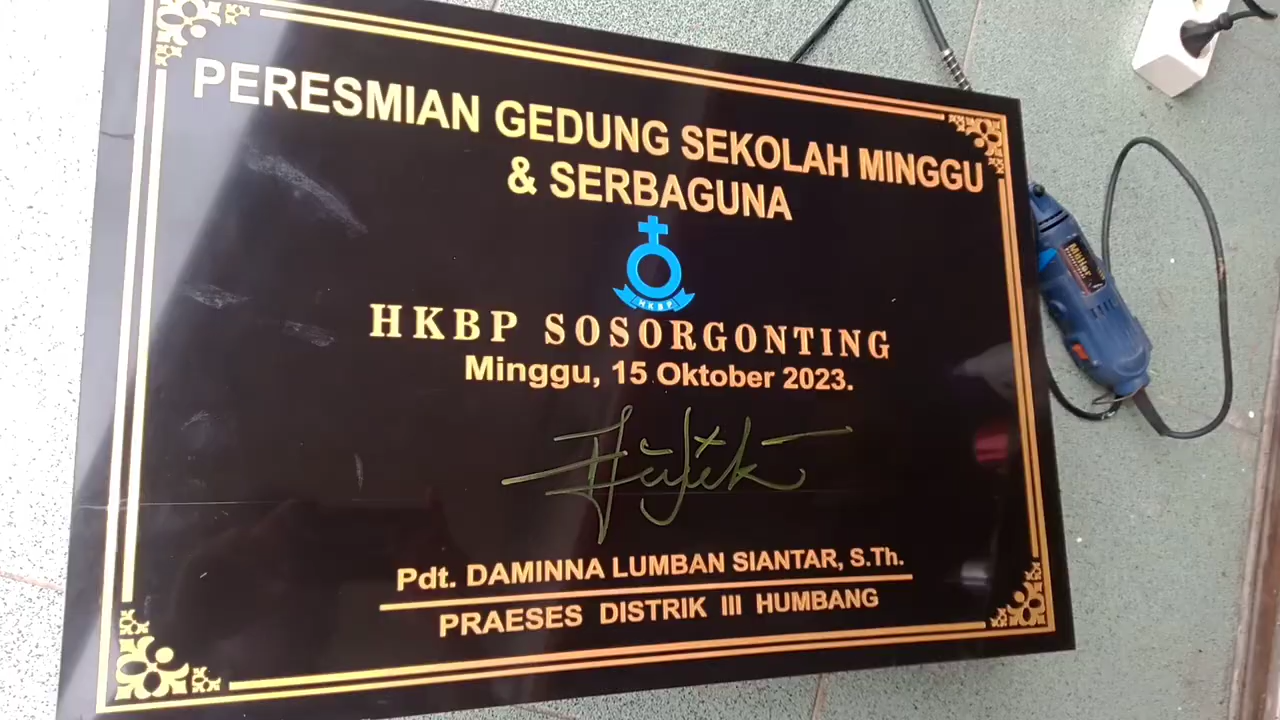 PERESMIAN GEDUNG SEKOLAH MINGGU
& SERBAGUNA
HKBP
HKBP SOSORGONTING
Minggu, 15 Oktober 2023.
Pdt. DAMINNA LUMBAN SIANTAR, S.Th.
PRAESES DISTRIK III HUMBANG